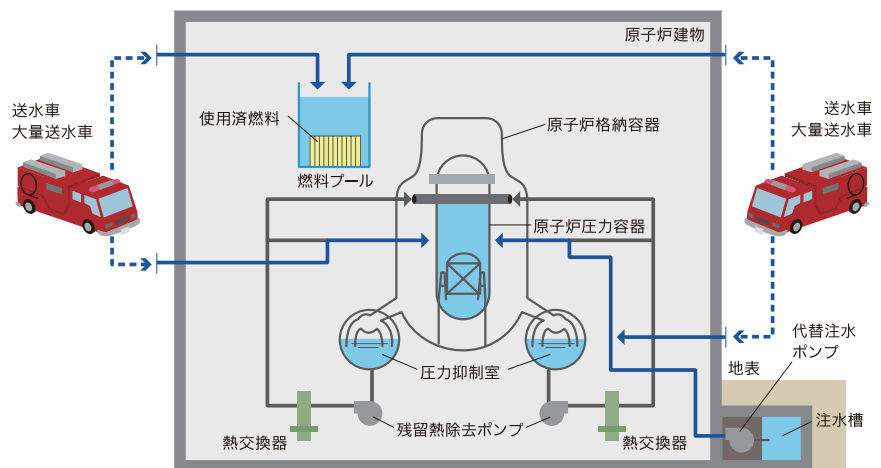 原子炉建物
送水車
大量送水車
使用済燃料
燃料プール
原子炉格納容器
送水車
大量送水車
原子炉圧力容器
代替注水
ポンプ
地表
圧力抑制室
注水槽
残留熱除去ポンプ
熱交換器
熱交換器